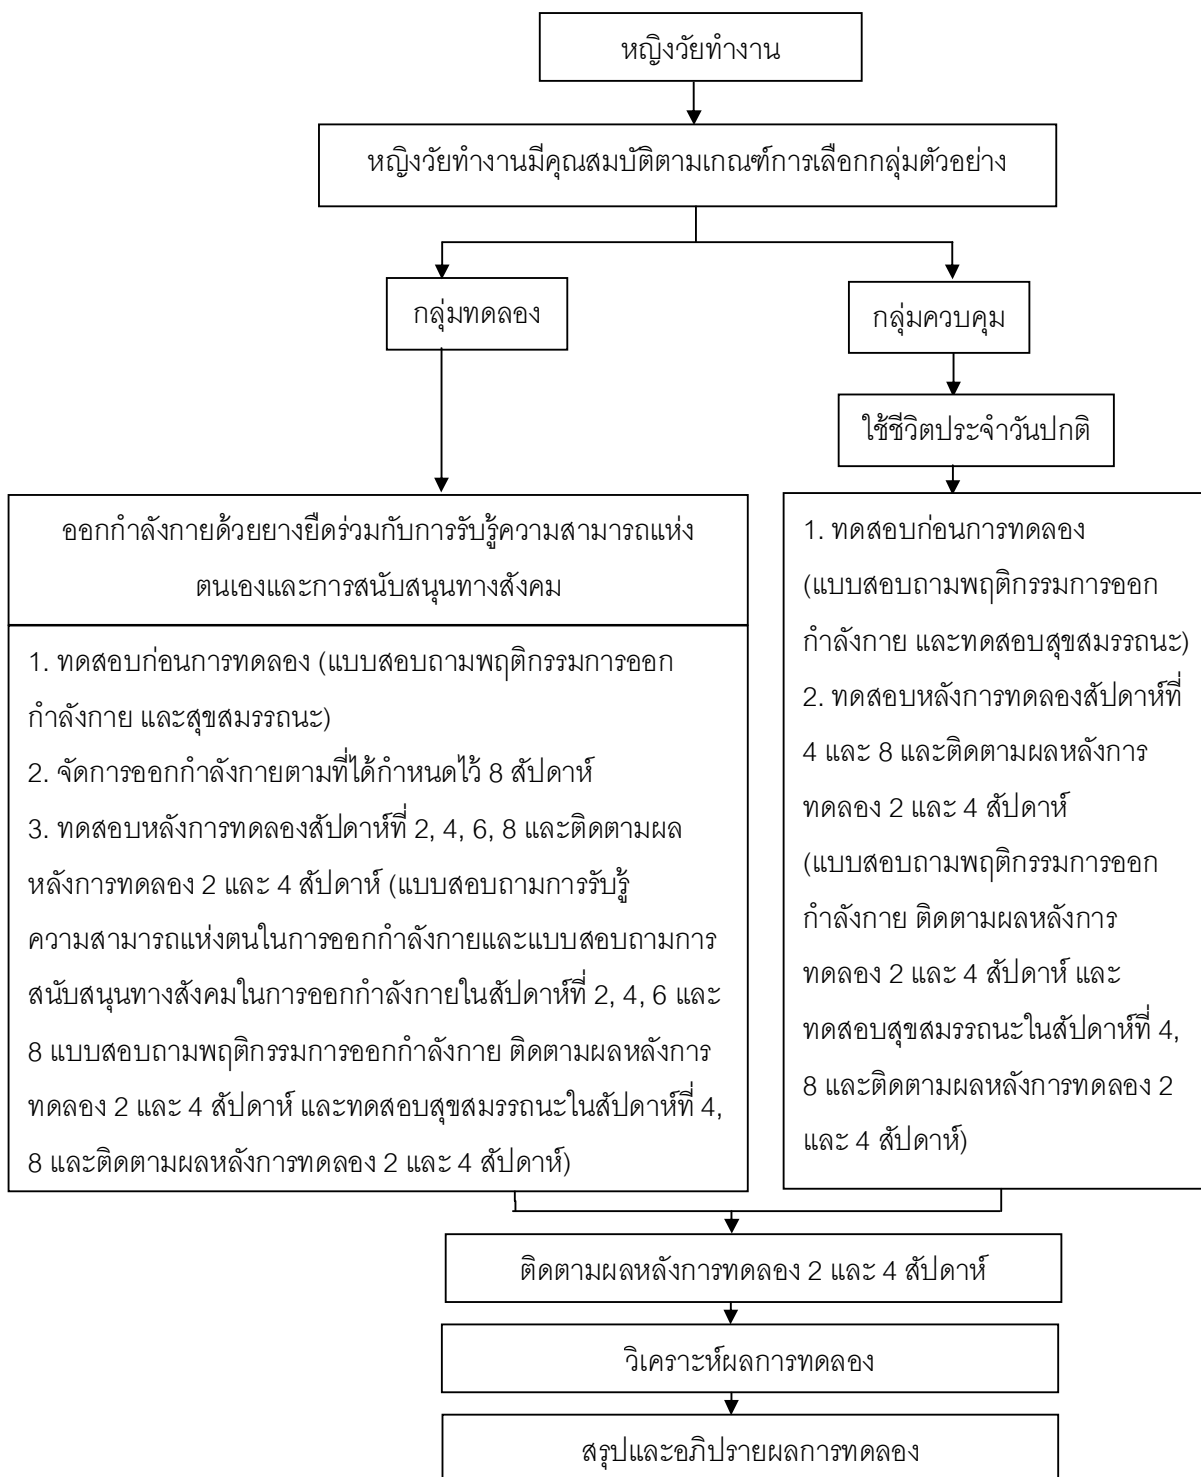 หญิงวัยทำงาน
หญิงวัยทำงานมีคุณสมบัติตามเกณฑ์การเลือกกลุ่มตัวอย่าง
กลุ่มทดลอง
กลุ่มควบคุม
ใช้ชีวิตประจำวันปกติ
ออกกำลังกายด้วยยางยืดร่วมกับการรับรู้ความสามารถแห่ง
ตนเองและการสนับสนุนทางสังคม
1. ทดสอบก่อนการทดลอง (แบบสอบถามพฤติกรรมการออก
กำลังกาย และสุขสมรรถนะ)
2. จัดการออกกำลังกายตามที่ได้กำหนดไว้ 8 สัปดาห์
3. ทดสอบหลังการทดลองสัปดาห์ที่ 2, 4, 6, 8 และติดตามผล
หลังการทดลอง 2 และ 4 สัปดาห์ (แบบสอบถามการรับรู้
ความสามารถแห่งตนในการออกกำลังกายและแบบสอบถามการ
สนับสนุนทางสังคมในการออกกำลังกายในสัปดาห์ที่ 2, 4, 6 และ
8 แบบสอบถามพฤติกรรมการออกกำลังกาย ติดตามผลหลังการ
ทดลอง 2 และ 4 สัปดาห์ และทดสอบสุขสมรรถนะในสัปดาห์ที่ 4,
8 และติดตามผลหลังการทดลอง 2 และ 4 สัปดาห์)
1. ทดสอบก่อนการทดลอง
(แบบสอบถามพฤติกรรมการออก
กำลังกาย และทดสอบสุขสมรรถนะ)
2. ทดสอบหลังการทดลองสัปดาห์ที่
4 และ 8 และติดตามผลหลังการ
ทดลอง 2 และ 4 สัปดาห์
(แบบสอบถามพฤติกรรมการออก
กำลังกาย ติดตามผลหลังการ
ทดลอง 2 และ 4 สัปดาห์ และ
ทดสอบสุขสมรรถนะในสัปดาห์ที่ 4,
8 และติดตามผลหลังการทดลอง 2
และ 4 สัปดาห์)
ติดตามผลหลังการทดลอง 2 และ 4 สัปดาห์
วิเคราะห์ผลการทดลอง
สรุปและอภิปรายผลการทดลอง